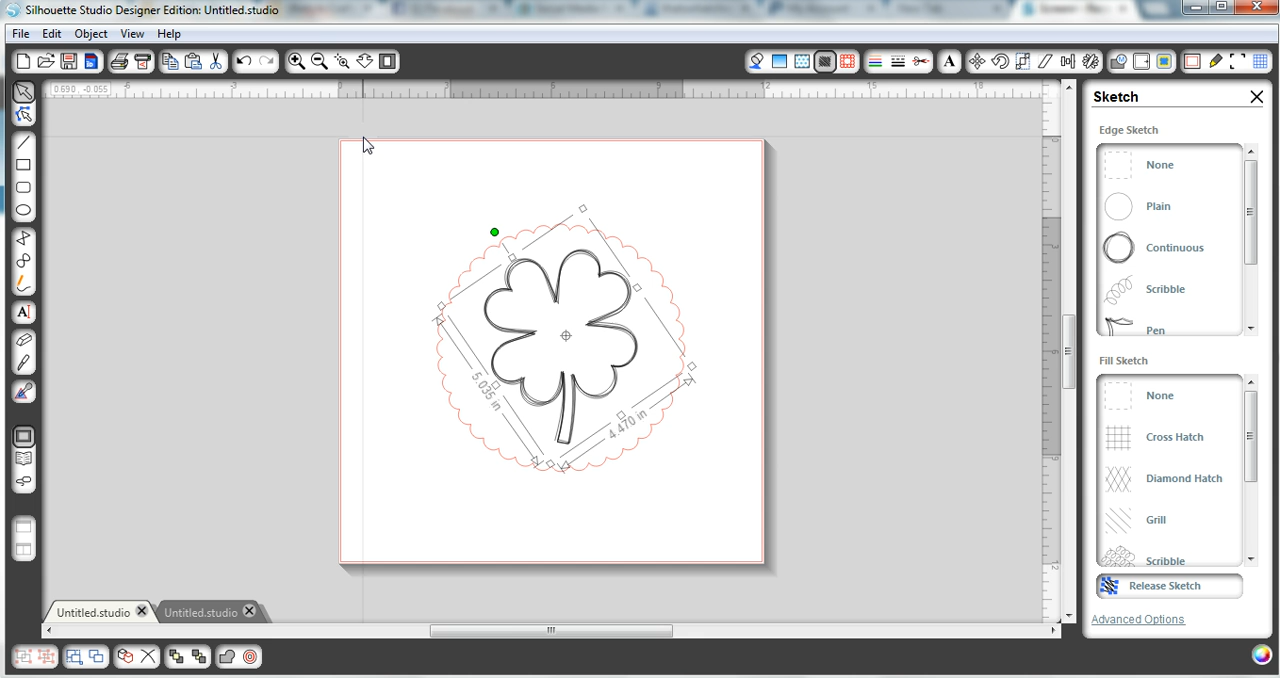 Silhouette Studio Designer Edition: Untitled.studio
File Edit Object View Help
0.690 , -0.055
Sketch
Edge Sketch
None
Plain
Continuous
Scribble
Pen
Fill Sketch
None
Cross Hatch
Diamond Hatch
Grill
Scribble
Release Sketch
Advanced Options
5.035 in
4.470 in
Untitled.studio
Untitled.studio